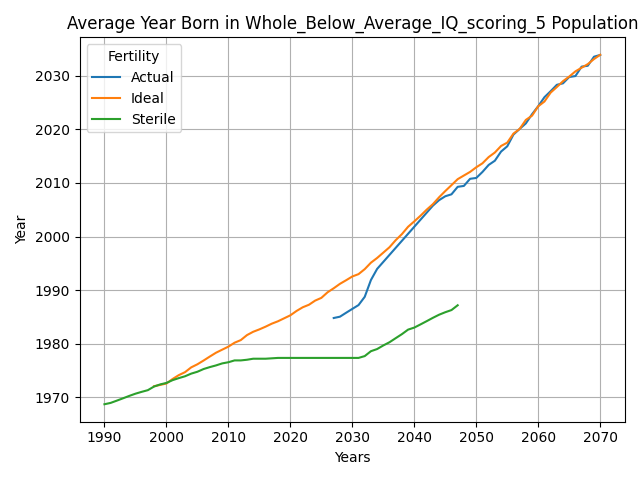 Average Year Born in Whole_Below_Average_IQ_scoring_5 Population
Fertility
Actual
Ideal
Sterile
Year
2030
2020
2010
2000
1990
1980
1970
1990 2000 2010 2020 2030 2040 2050 2060 2070
Years